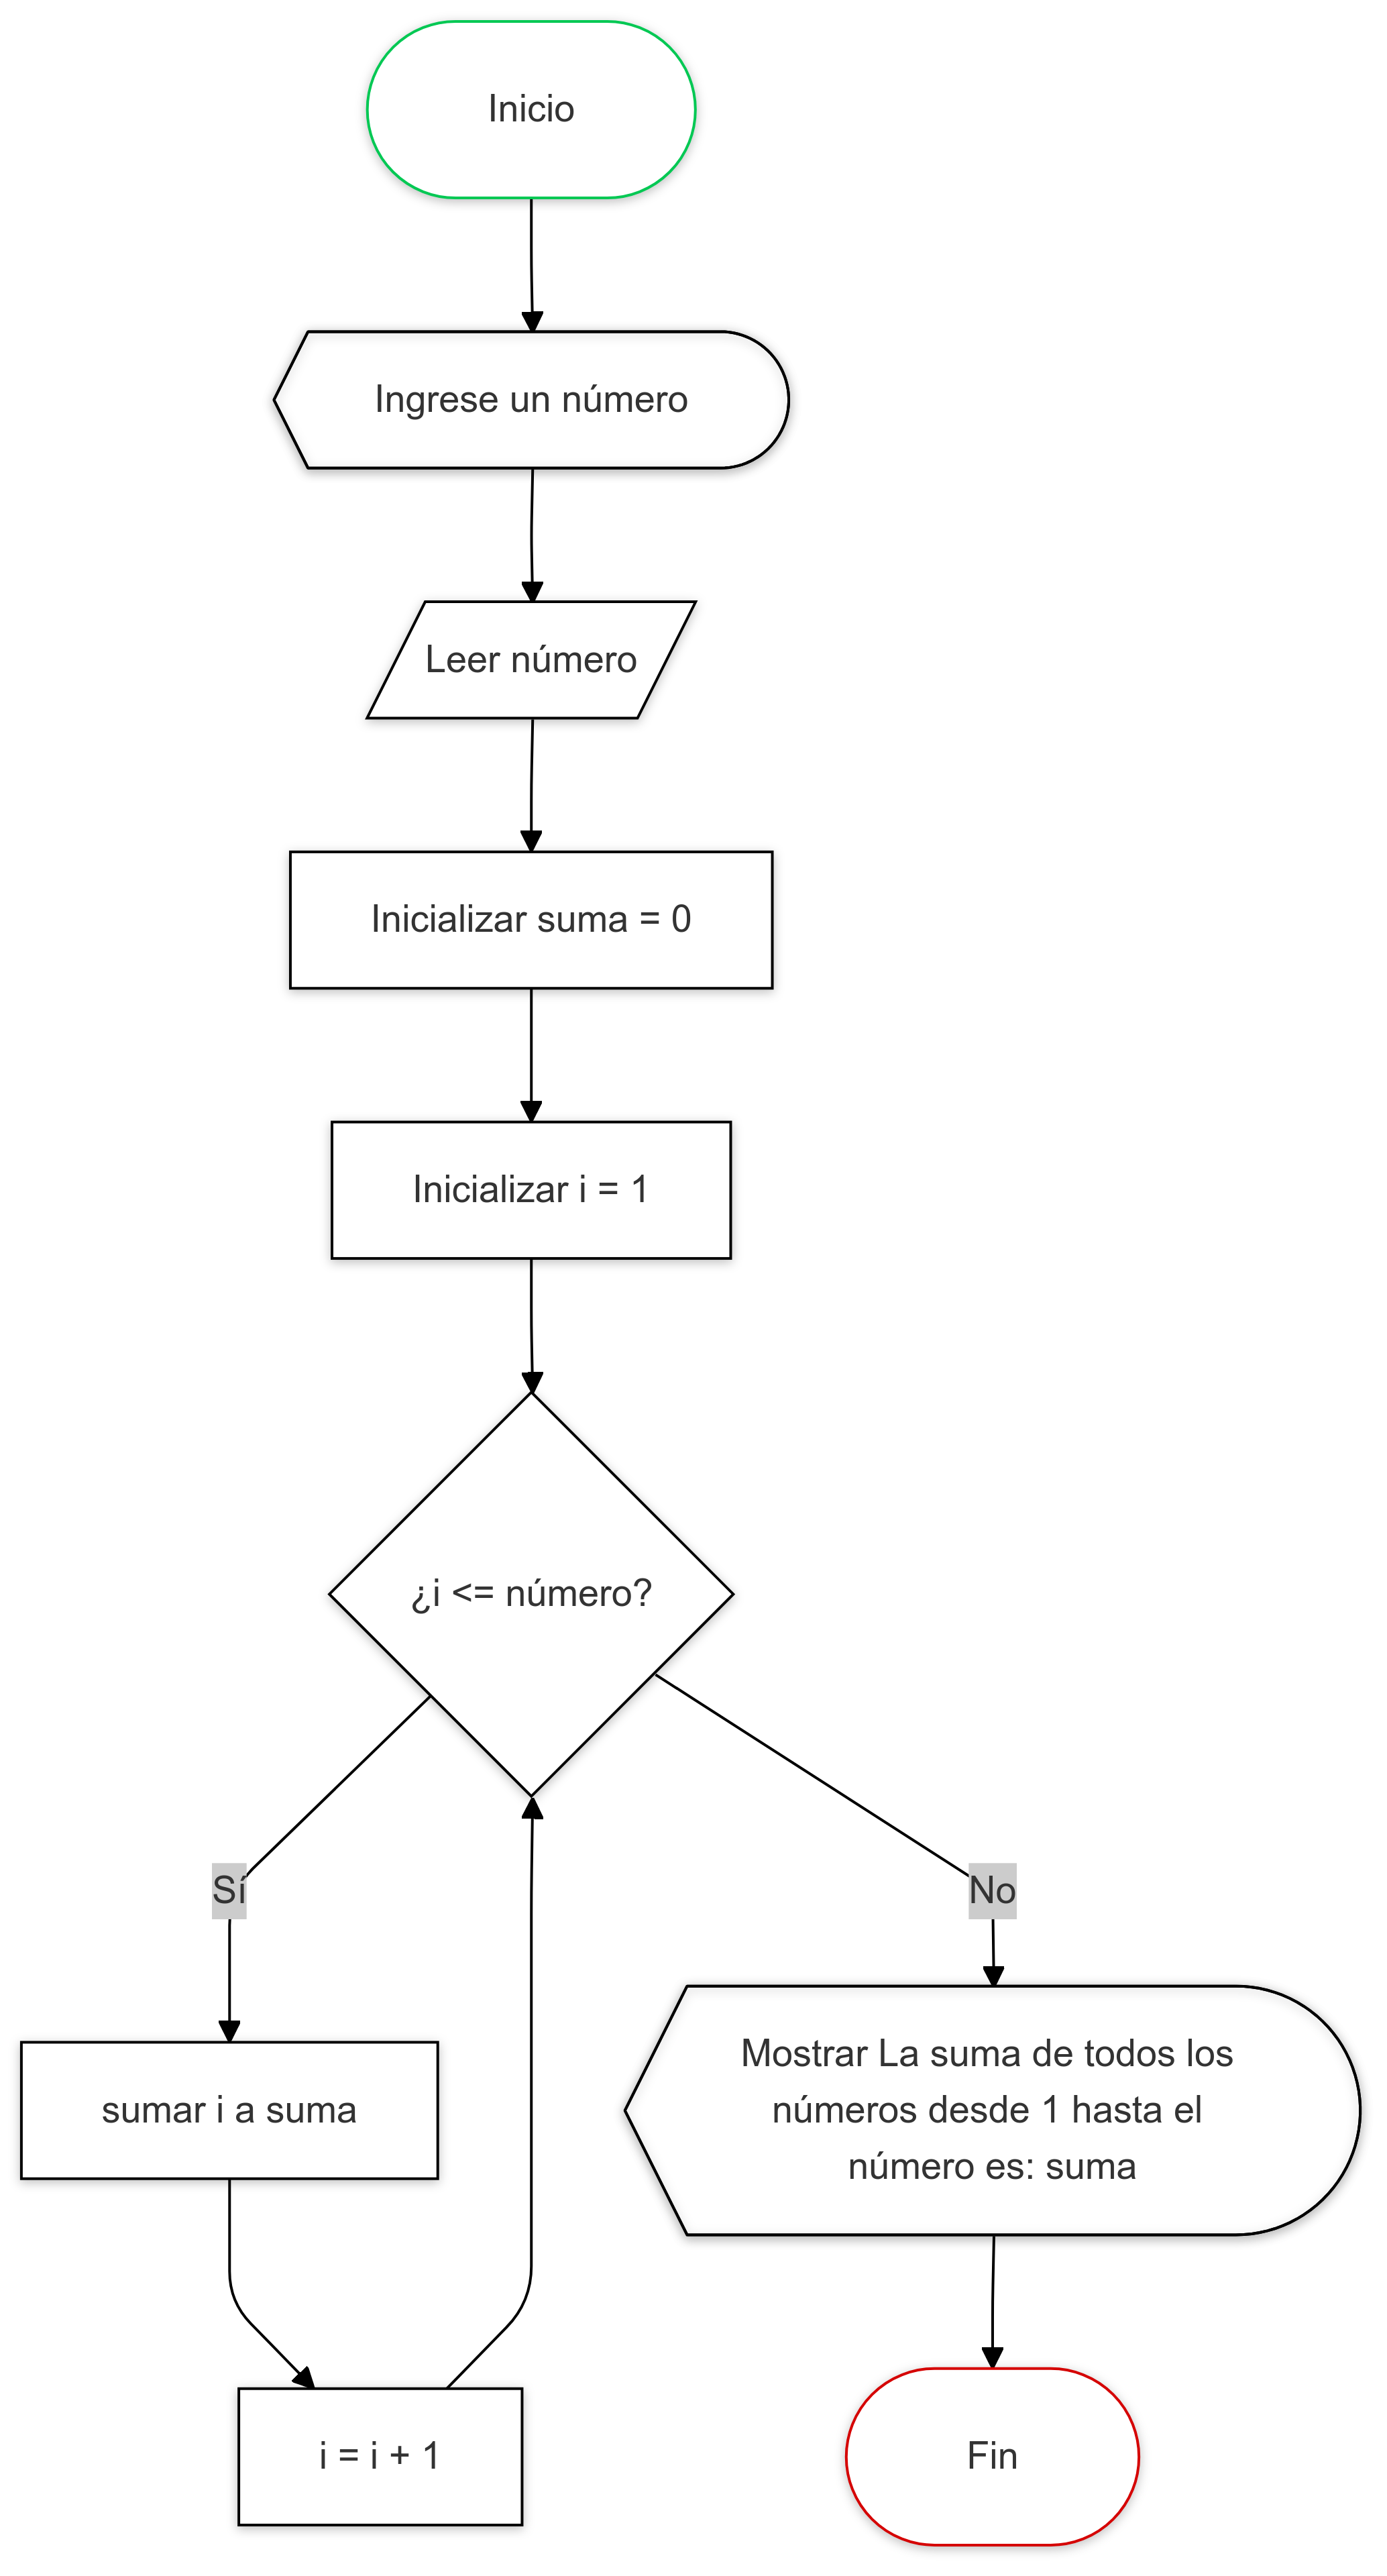 Inicio
Ingrese un número
Leer número
Inicializar suma = 0
Inicializar i = 1
¿i <= número?
Sí
No
sumar i a suma
Mostrar La suma de todos los
números desde 1 hasta el
número es: suma
i = i + 1
Fin